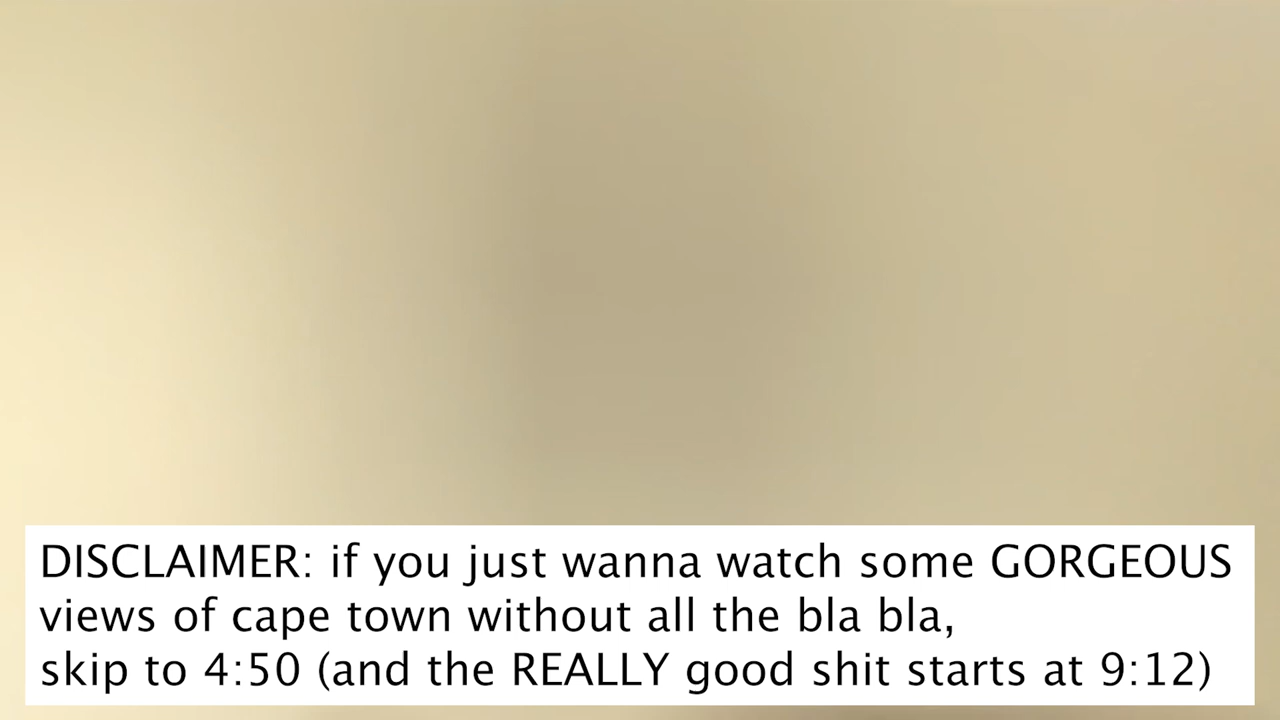 DISCLAIMER: if you just wanna watch some GORGEOUS
views of cape town without all the bla bla,
skip to 4:50 (and the REALLY good shit starts at 9:12)